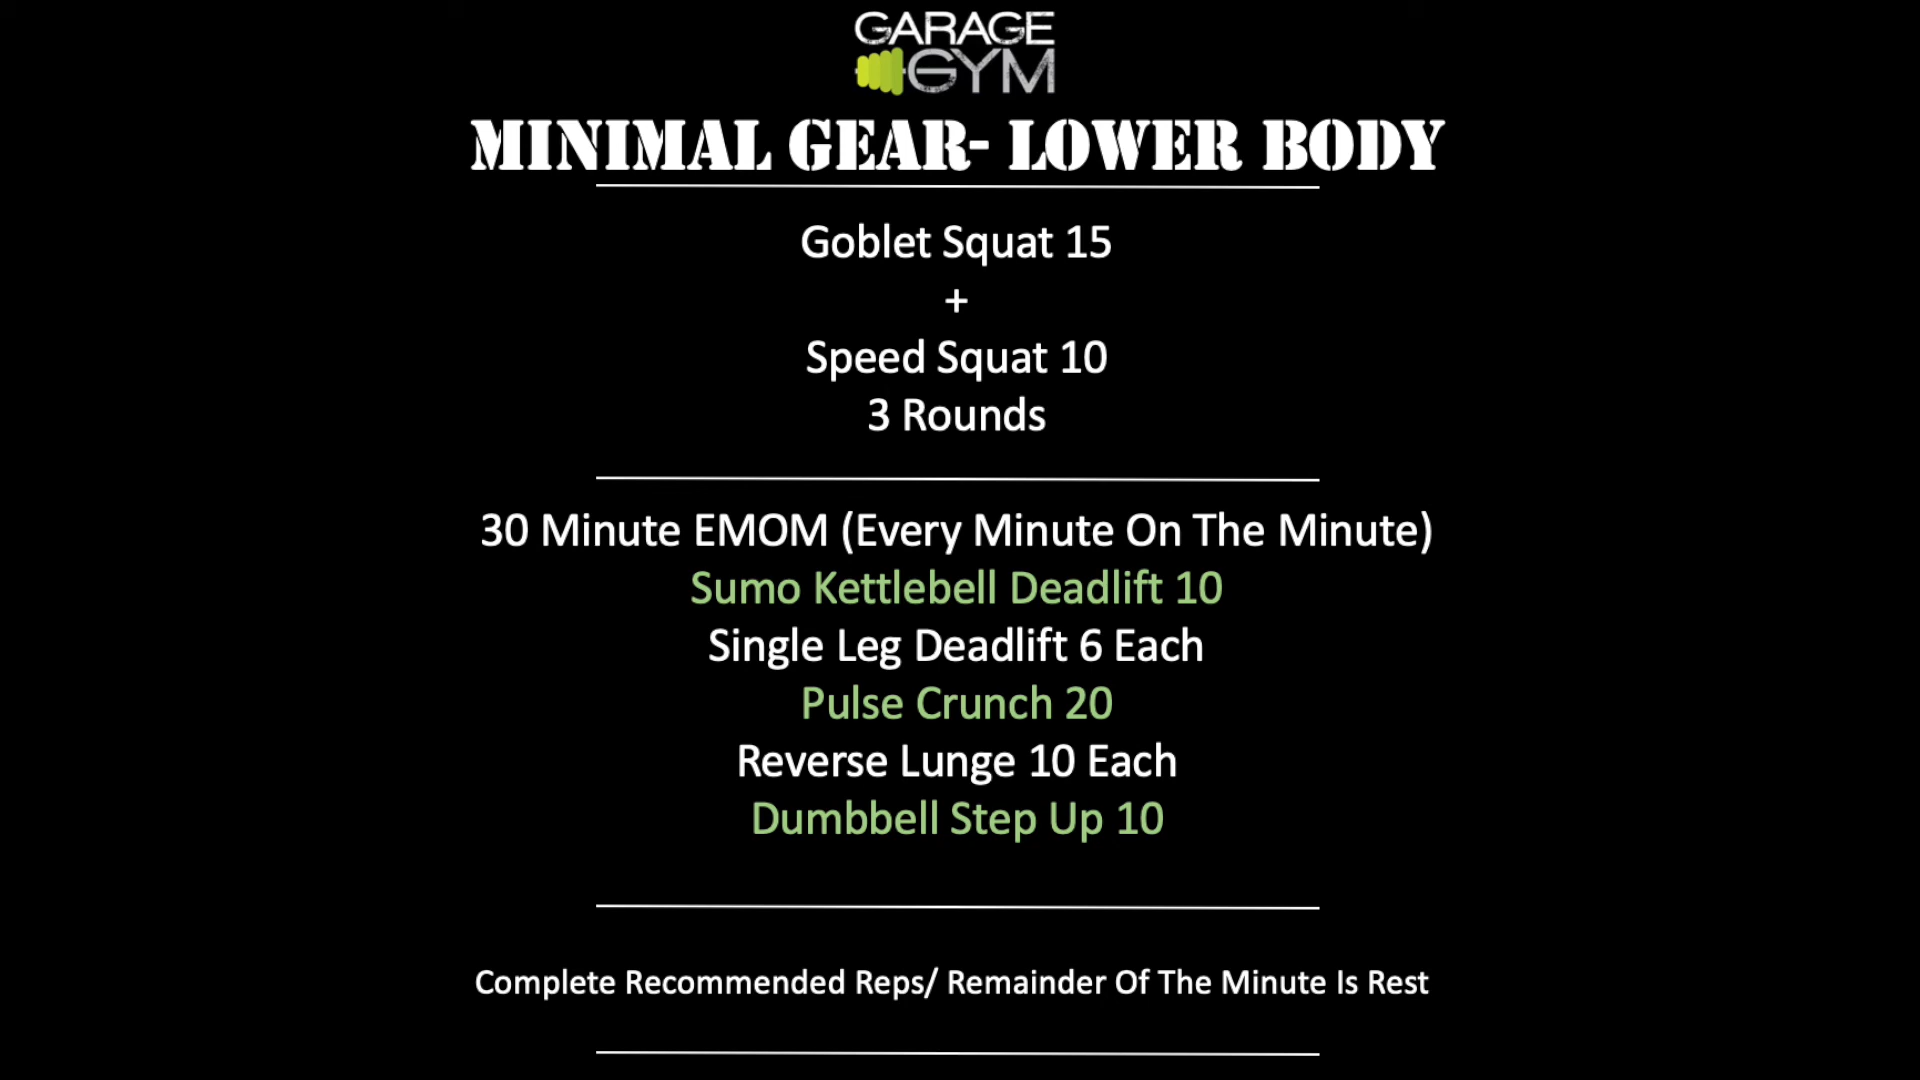 GARAGE
GYM
MINIMAL GEAR- LOWER BODY
Goblet Squat 15
+
Speed Squat 10
3 Rounds
30 Minute EMOM (Every Minute On The Minute)
Sumo Kettlebell Deadlift 10
Single Leg Deadlift 6 Each
Pulse Crunch 20
Reverse Lunge 10 Each
Dumbbell Step Up 10
Complete Recommended Reps/ Remainder Of The Minute Is Rest